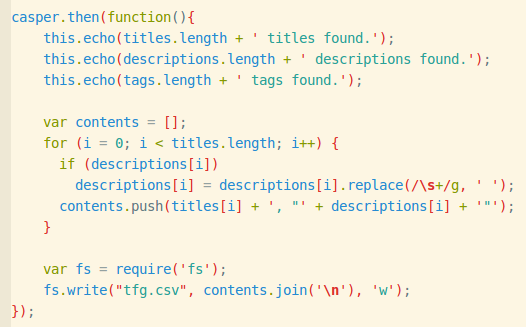 casper.then(function(){
    this.echo(titles.length + ' titles found.');
    this.echo(descriptions.length + ' descriptions found.');
    this.echo(tags.length + ' tags found.');

    var contents = [];
    for (i = 0; i < titles.length; i++) {
      if (descriptions[i])
        descriptions[i] = descriptions[i].replace(/\s+/g, ' ');
      contents.push(titles[i] + ', "' + descriptions[i] + '"');
    }

    var fs = require('fs');
    fs.write("tfg.csv", contents.join('\n'), 'w');
});